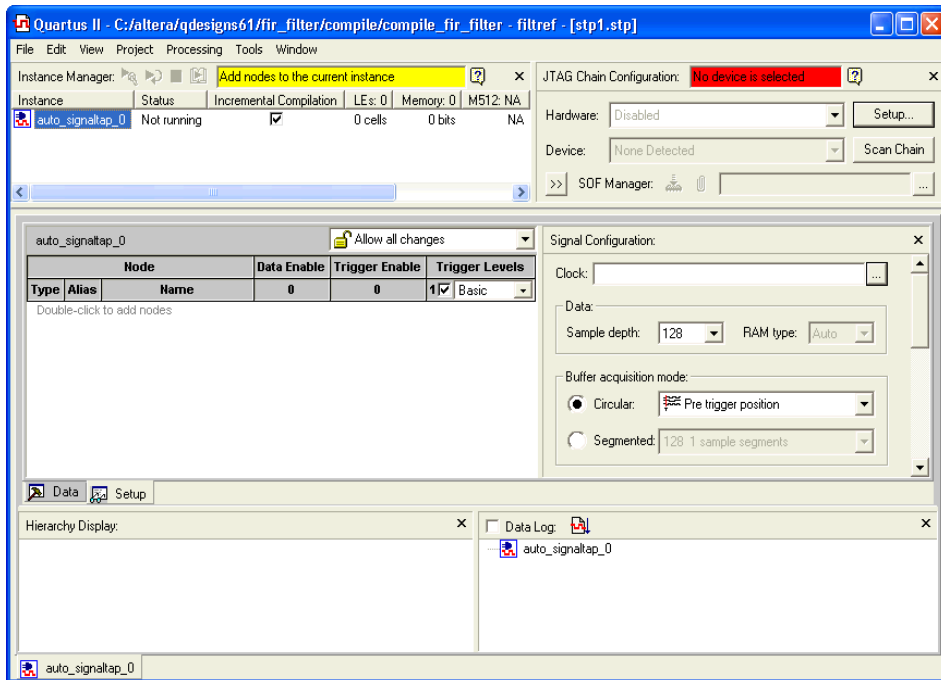 Quartus II - C:/altera/qdesigns61/fir_filter/compile/compile_fir_filter - filtref - [stp1.stp]
File Edit View Project Processing Tools Window
Instance Manager: Add nodes to the current instance
Instance Status Incremental Compilation LEs: 0 Memory: 0 M512: NA
auto_signaltap_0 Not running 0 cells 0 bits NA
JTAG Chain Configuration: No device is selected
Hardware: Disabled Setup...
Device: None Detected Scan Chain
>> SOF Manager: ...
auto_signaltap_0 Allow all changes
Node Data Enable Trigger Enable Trigger Levels
Type Alias Name 0 0 1 Basic
Double-click to add nodes
Signal Configuration:
Clock: ...
Data:
Sample depth: 128 RAM type: Auto
Buffer acquisition mode:
Circular: Pre trigger position
Segmented: 128 1 sample segments
Data Setup
Hierarchy Display:
Data Log:
auto_signaltap_0
auto_signaltap_0